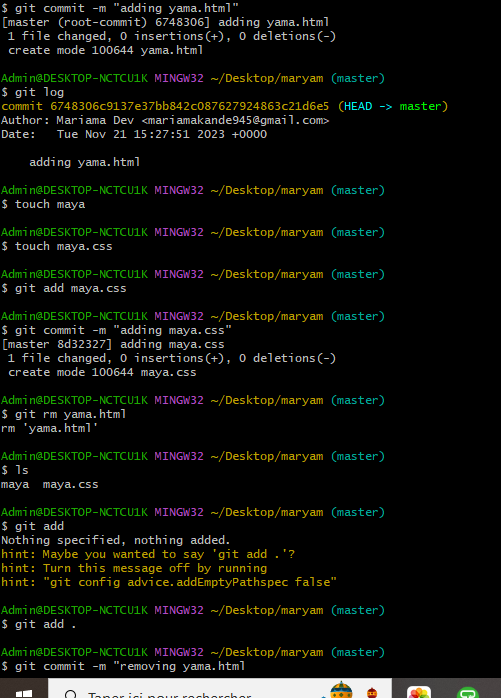 $ git commit -m "adding yama.html"
[master (root-commit) 6748306] adding yama.html
 1 file changed, 0 insertions(+), 0 deletions(-)
 create mode 100644 yama.html

Admin@DESKTOP-NCTCU1K MINGW32 ~/Desktop/maryam (master)
$ git log
commit 6748306c9137e37bb842c087627924863c21d6e5 (HEAD -> master)
Author: Mariama Dev <mariamakande945@gmail.com>
Date:   Tue Nov 21 15:27:51 2023 +0000

    adding yama.html

Admin@DESKTOP-NCTCU1K MINGW32 ~/Desktop/maryam (master)
$ touch maya

Admin@DESKTOP-NCTCU1K MINGW32 ~/Desktop/maryam (master)
$ touch maya.css

Admin@DESKTOP-NCTCU1K MINGW32 ~/Desktop/maryam (master)
$ git add maya.css

Admin@DESKTOP-NCTCU1K MINGW32 ~/Desktop/maryam (master)
$ git commit -m "adding maya.css"
[master 8d32327] adding maya.css
 1 file changed, 0 insertions(+), 0 deletions(-)
 create mode 100644 maya.css

Admin@DESKTOP-NCTCU1K MINGW32 ~/Desktop/maryam (master)
$ git rm yama.html
rm 'yama.html'

Admin@DESKTOP-NCTCU1K MINGW32 ~/Desktop/maryam (master)
$ ls
maya  maya.css

Admin@DESKTOP-NCTCU1K MINGW32 ~/Desktop/maryam (master)
$ git add
Nothing specified, nothing added.
hint: Maybe you wanted to say 'git add .'?
hint: Turn this message off by running
hint: "git config advice.addEmptyPathspec false"

Admin@DESKTOP-NCTCU1K MINGW32 ~/Desktop/maryam (master)
$ git add .

Admin@DESKTOP-NCTCU1K MINGW32 ~/Desktop/maryam (master)
$ git commit -m "removing yama.html
Taper ici pour rechercher